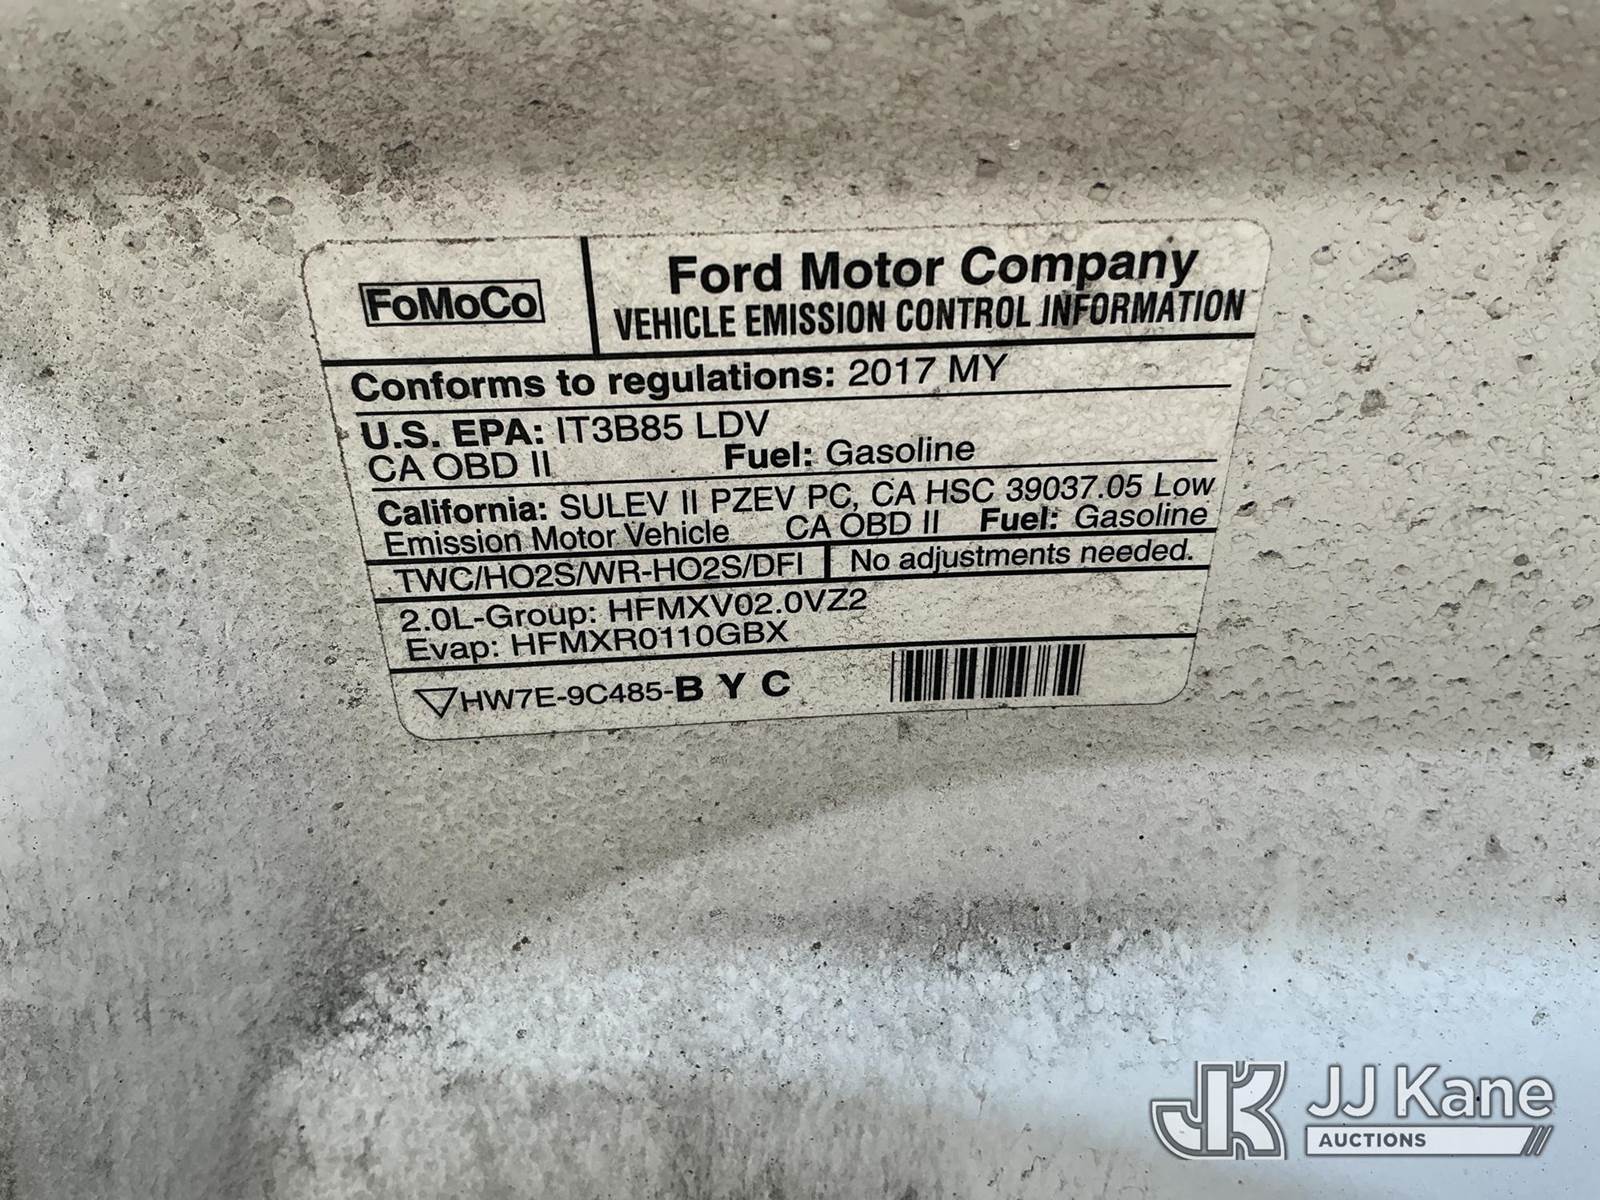 FoMoCo
Ford Motor Company
VEHICLE EMISSION CONTROL INFORMATION
Conforms to regulations: 2017 MY
U.S. EPA: IT3B85 LDV
CA OBD II Fuel: Gasoline
California: SULEV II PZEV PC, CA HSC 39037.05 Low
Emission Motor Vehicle CA OBD II Fuel: Gasoline
TWC/HO2S/WR-HO2S/DFI No adjustments needed.
2.0L-Group: HFMXV02.0VZ2
Evap: HFMXR0110GBX
HW7E-9C485-B Y C
JK JJ Kane
AUCTIONS